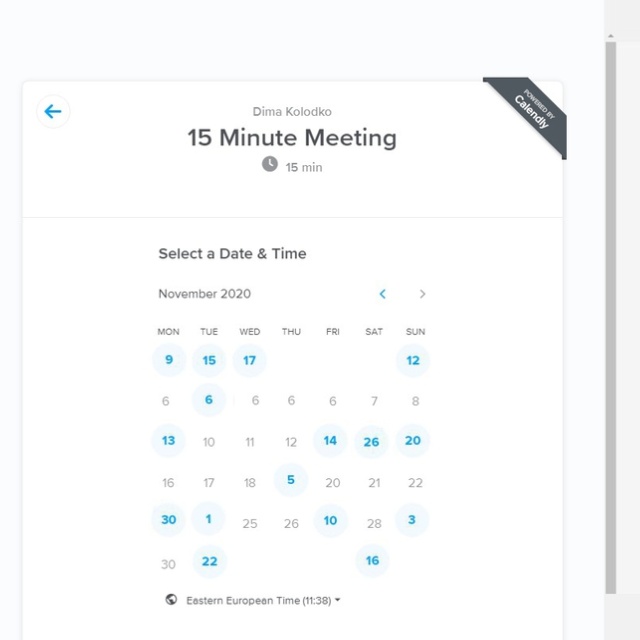 POWERED BY
Calendly
Dima Kolodko
15 Minute Meeting
15 min
Select a Date & Time
November 2020
MON TUE WED THU FRI SAT SUN
9 15 17 12
6 6 6 6 6 7 8
13 10 11 12 14 26 20
16 17 18 5 20 21 22
30 1 25 26 10 28 3
30 22 16
Eastern European Time (11:38)